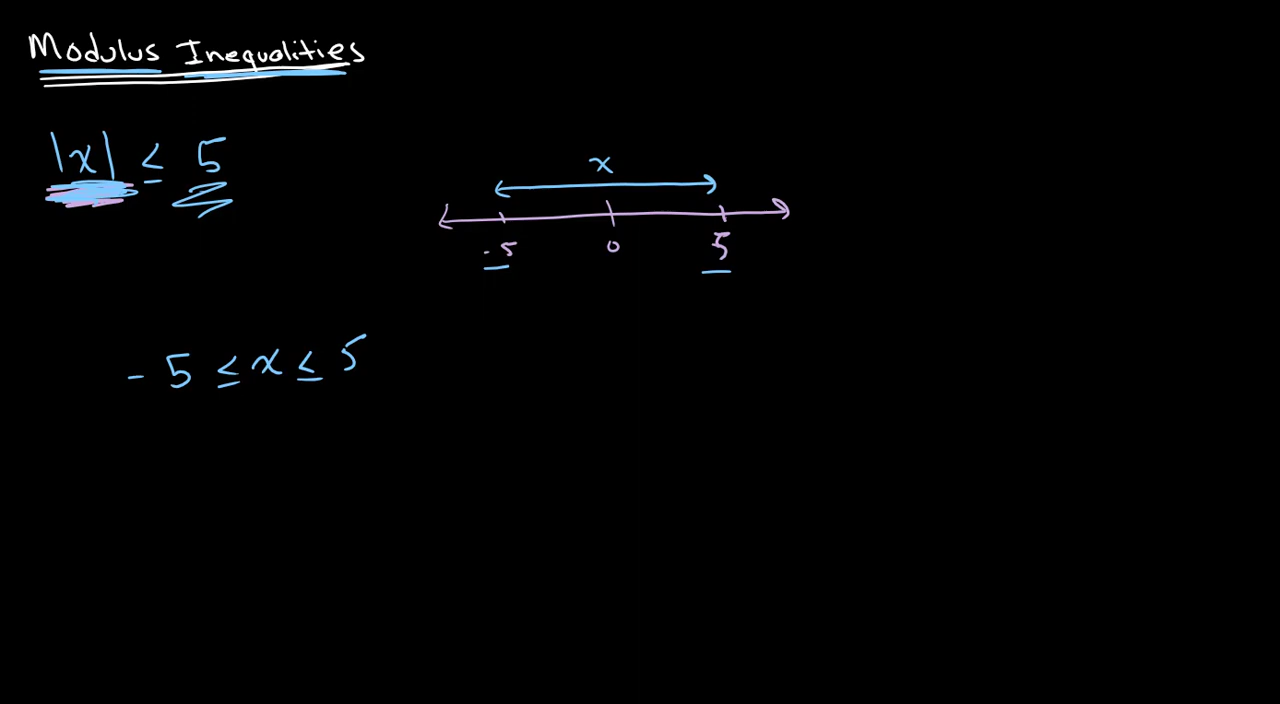 Modulus Inequalities
|x| ≤ 5
x
-5 0 5
-5 ≤ x ≤ 5